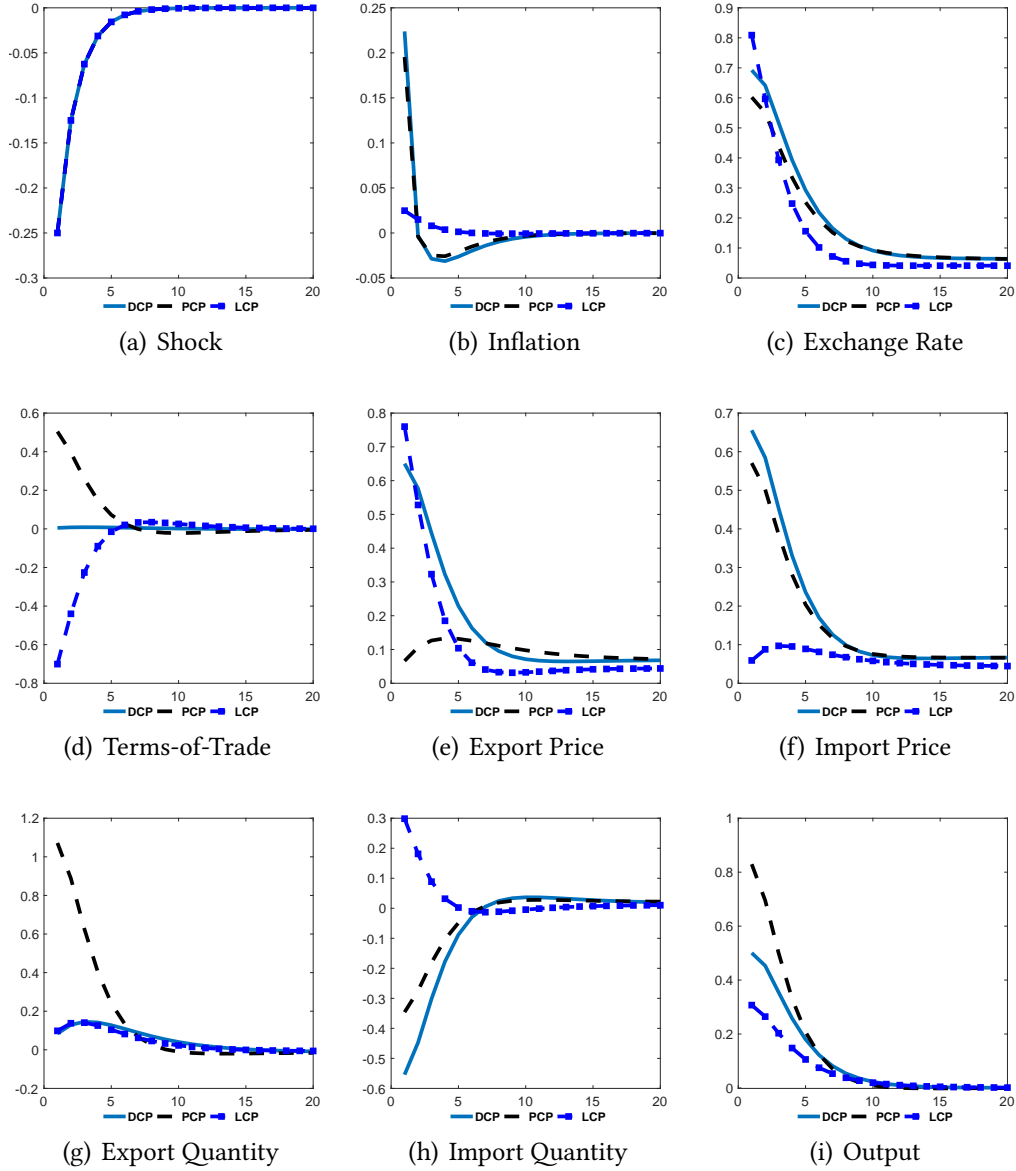 0
-0.05
-0.1
-0.15
-0.2
-0.25
-0.3
0 5 10 15 20
DCP PCP LCP
(a) Shock
0.25
0.2
0.15
0.1
0.05
0
-0.05
0 5 10 15 20
DCP PCP LCP
(b) Inflation
0.9
0.8
0.7
0.6
0.5
0.4
0.3
0.2
0.1
0
0 5 10 15 20
DCP PCP LCP
(c) Exchange Rate
0.6
0.4
0.2
0
-0.2
-0.4
-0.6
-0.8
0 5 10 15 20
DCP PCP LCP
(d) Terms-of-Trade
0.8
0.7
0.6
0.5
0.4
0.3
0.2
0.1
0
0 5 10 15 20
DCP PCP LCP
(e) Export Price
0.7
0.6
0.5
0.4
0.3
0.2
0.1
0
0 5 10 15 20
DCP PCP LCP
(f) Import Price
1.2
1
0.8
0.6
0.4
0.2
0
-0.2
0 5 10 15 20
DCP PCP LCP
(g) Export Quantity
0.3
0.2
0.1
0
-0.1
-0.2
-0.3
-0.4
-0.5
-0.6
0 5 10 15 20
DCP PCP LCP
(h) Import Quantity
1
0.8
0.6
0.4
0.2
0
0 5 10 15 20
DCP PCP LCP
(i) Output